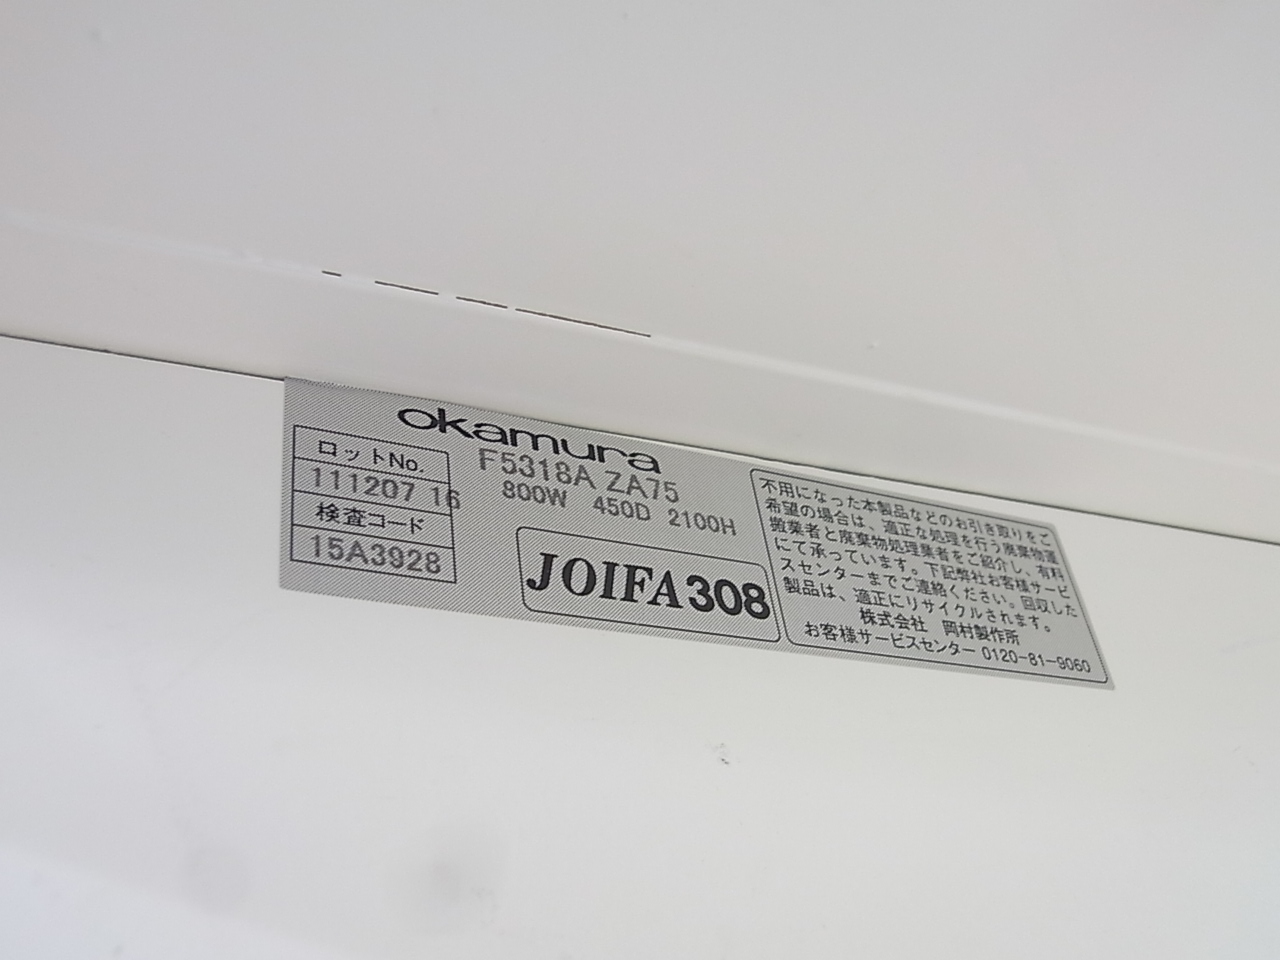 okamura
F5318A ZA75
800W 450D 2100H
ロットNo.
111207 16
検査コード
15A3928
JOIFA308
不用になった本製品などのお引き取りをご
希望の場合は、適正な処理を行う廃棄物運
搬業者と廃棄物処理業者をご紹介し、有料
にて承っています。下記弊社お客様サービ
スセンターまでご連絡ください。回収した
製品は、適正にリサイクルされます。
株式会社 岡村製作所
お客様サービスセンター 0120-81-9060